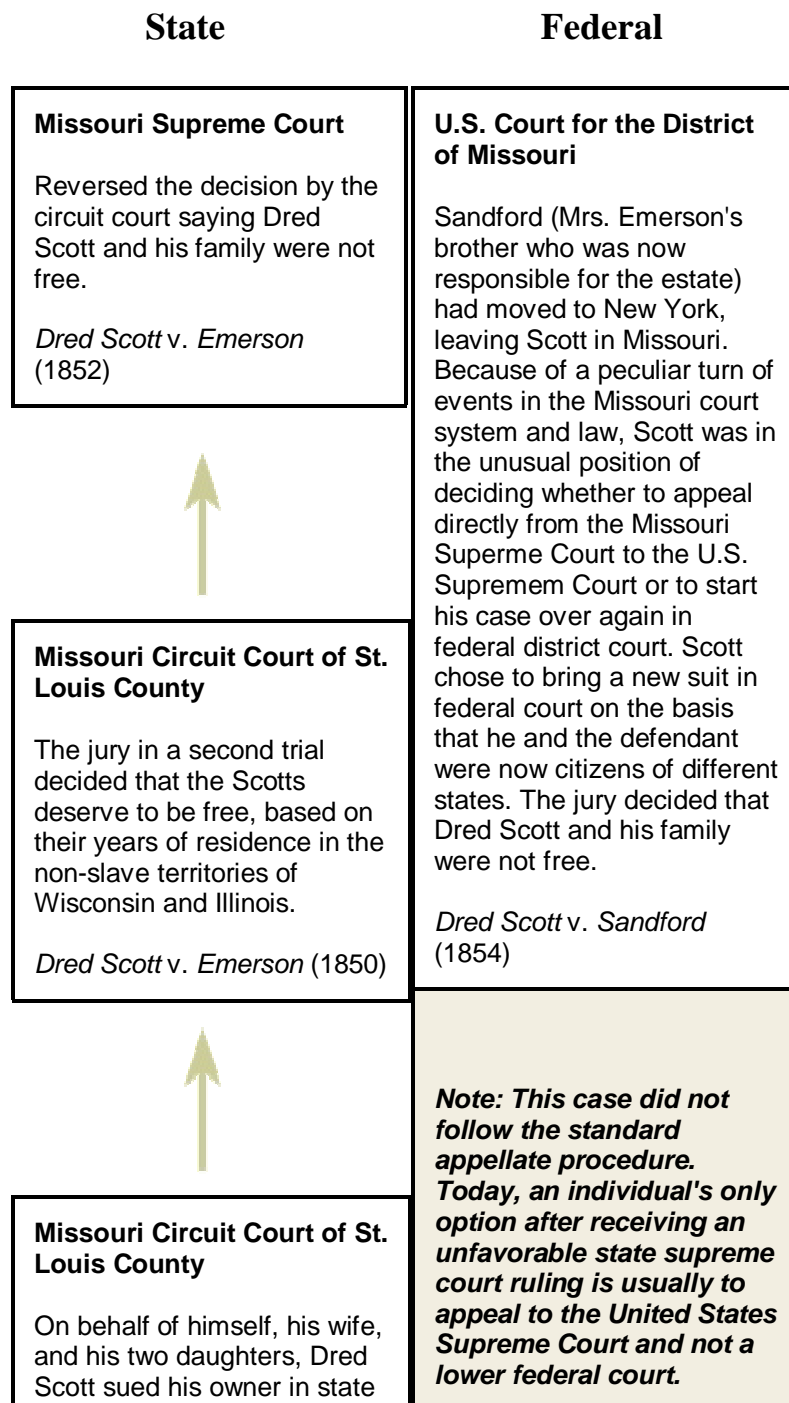 State
Federal
Missouri Supreme Court
Reversed the decision by the
circuit court saying Dred
Scott and his family were not
free.
Dred Scott v. Emerson
(1852)
Missouri Circuit Court of St.
Louis County
The jury in a second trial
decided that the Scotts
deserve to be free, based on
their years of residence in the
non-slave territories of
Wisconsin and Illinois.
Dred Scott v. Emerson (1850)
Missouri Circuit Court of St.
Louis County
On behalf of himself, his wife,
and his two daughters, Dred
Scott sued his owner in state
U.S. Court for the District
of Missouri
Sandford (Mrs. Emerson's
brother who was now
responsible for the estate)
had moved to New York,
leaving Scott in Missouri.
Because of a peculiar turn of
events in the Missouri court
system and law, Scott was in
the unusual position of
deciding whether to appeal
directly from the Missouri
Superme Court to the U.S.
Supremem Court or to start
his case over again in
federal district court. Scott
chose to bring a new suit in
federal court on the basis
that he and the defendant
were now citizens of different
states. The jury decided that
Dred Scott and his family
were not free.
Dred Scott v. Sandford
(1854)
Note: This case did not
follow the standard
appellate procedure.
Today, an individual's only
option after receiving an
unfavorable state supreme
court ruling is usually to
appeal to the United States
Supreme Court and not a
lower federal court.